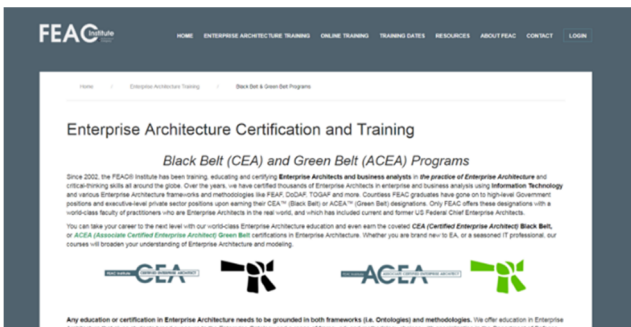 FEAC Institute
HOME ENTERPRISE ARCHITECTURE TRAINING ONLINE TRAINING TRAINING DATES RESOURCES ABOUT FEAC CONTACT LOGIN
Home / Enterprise Architecture Training / Black Belt & Green Belt Programs
Enterprise Architecture Certification and Training
Black Belt (CEA) and Green Belt (ACEA) Programs
Since 2002, the FEAC® Institute has been training, educating and certifying Enterprise Architects and business analysts in the practice of Enterprise Architecture and
critical-thinking skills all around the globe. Over the years, we have certified thousands of Enterprise Architects in enterprise and business analysis using Information Technology
and various Enterprise Architecture frameworks and methodologies like FEAF, DoDAF, TOGAF and more. Countless FEAC graduates have gone on to high-level Government
positions and executive-level private sector positions upon earning their CEA™ (Black Belt) or ACEA™ (Green Belt) designations. Only FEAC offers these designations with a
world-class faculty of practitioners who are Enterprise Architects in the real world, and which has included current and former US Federal Chief Enterprise Architects.
You can take your career to the next level with our world-class Enterprise Architecture education and even earn the coveted CEA (Certified Enterprise Architect) Black Belt,
or ACEA (Associate Certified Enterprise Architect) Green Belt certifications in Enterprise Architecture. Whether you are brand new to EA, or a seasoned IT professional, our
courses will broaden your understanding of Enterprise Architecture and modeling.
FEAC Institute CEA CERTIFIED ENTERPRISE ARCHITECT
FEAC Institute ACEA ASSOCIATE CERTIFIED ENTERPRISE ARCHITECT
Any education or certification in Enterprise Architecture needs to be grounded in both frameworks (i.e. Ontologies) and methodologies. We offer education in Enterprise